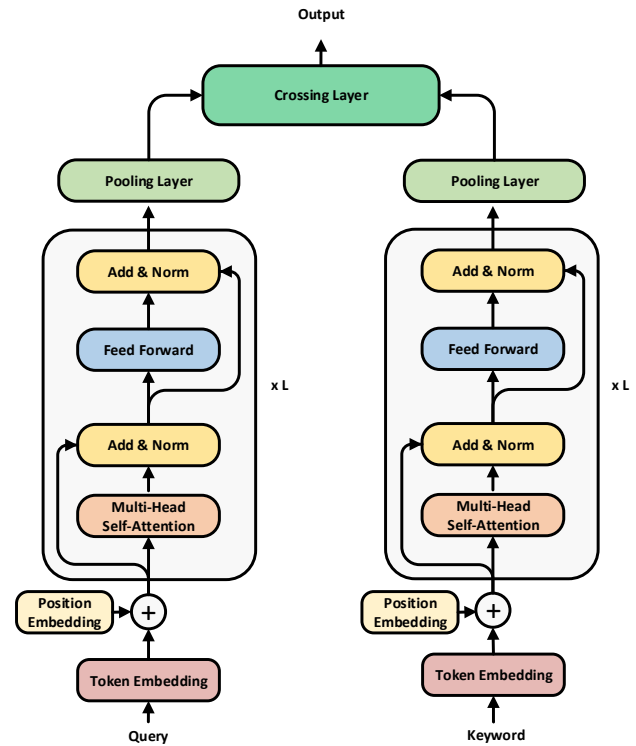 Output
Crossing Layer
Pooling Layer
Add & Norm
Feed Forward
x L
Add & Norm
Multi-Head
Self-Attention
Position
Embedding
+
Token Embedding
Query
Pooling Layer
Add & Norm
Feed Forward
x L
Add & Norm
Multi-Head
Self-Attention
Position
Embedding
+
Token Embedding
Keyword